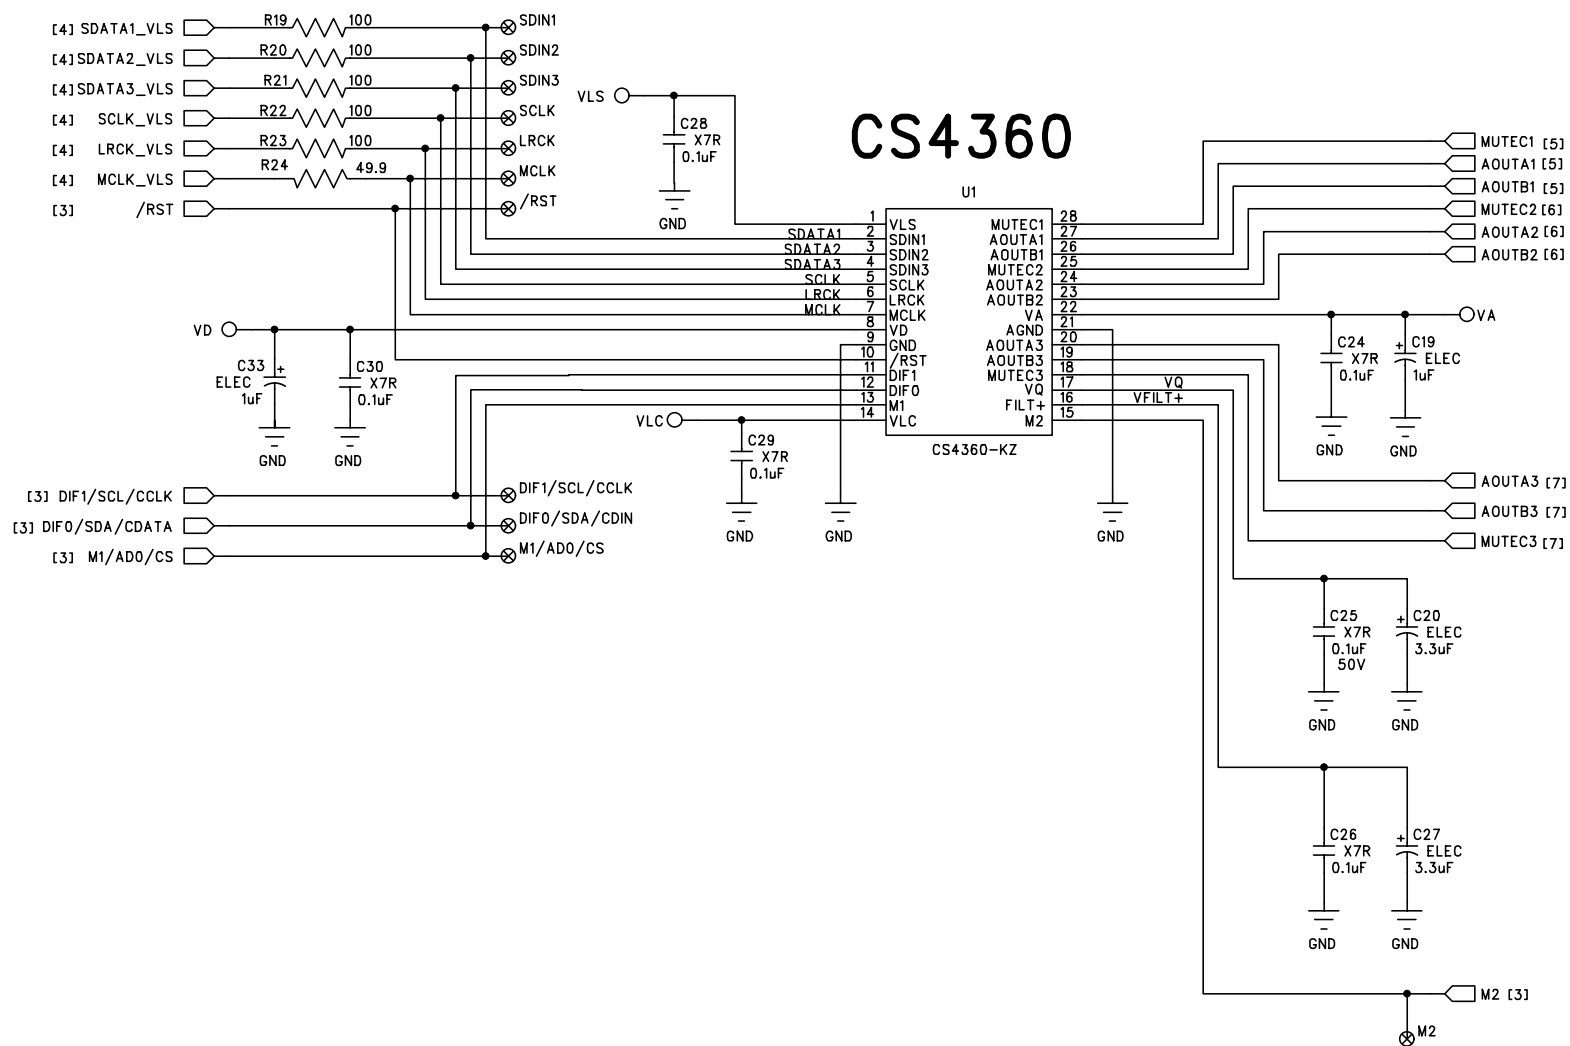 [4] SDATA1_VLS R19 100 SDIN1
[4] SDATA2_VLS R20 100 SDIN2
[4] SDATA3_VLS R21 100 SDIN3
[4] SCLK_VLS R22 100 SCLK
[4] LRCK_VLS R23 100 LRCK
[4] MCLK_VLS R24 49.9 MCLK
[3] /RST /RST
VLS
C28
X7R
0.1uF
GND
CS4360
U1
1 VLS
SDATA1 2 SDIN1
SDATA2 3 SDIN2
SDATA3 4 SDIN3
SCLK 5 SCLK
LRCK 6 LRCK
MCLK 7 MCLK
8 VD
9 GND
10 /RST
11 DIF1
12 DIF0
13 M1
14 VLC
MUTEC1 28
AOUTA1 27
AOUTB1 26
MUTEC2 25
AOUTA2 24
AOUTB2 23
VA 22
AGND 21
AOUTA3 20
AOUTB3 19
MUTEC3 18
VQ 17 VQ
FILT+ 16 VFILT+
M2 15
CS4360-KZ
MUTEC1 [5]
AOUTA1 [5]
AOUTB1 [5]
MUTEC2 [6]
AOUTA2 [6]
AOUTB2 [6]
VA
C24
X7R
0.1uF
GND
C19
+
ELEC
1uF
GND
VD
C33
+
ELEC
1uF
GND
C30
X7R
0.1uF
GND
VLC
C29
X7R
0.1uF
GND
GND
GND
[3] DIF1/SCL/CCLK DIF1/SCL/CCLK
[3] DIF0/SDA/CDATA DIF0/SDA/CDIN
[3] M1/AD0/CS M1/AD0/CS
AOUTA3 [7]
AOUTB3 [7]
MUTEC3 [7]
C25
X7R
0.1uF
50V
GND
C20
+
ELEC
3.3uF
GND
C26
X7R
0.1uF
GND
C27
+
ELEC
3.3uF
GND
M2 [3]
M2